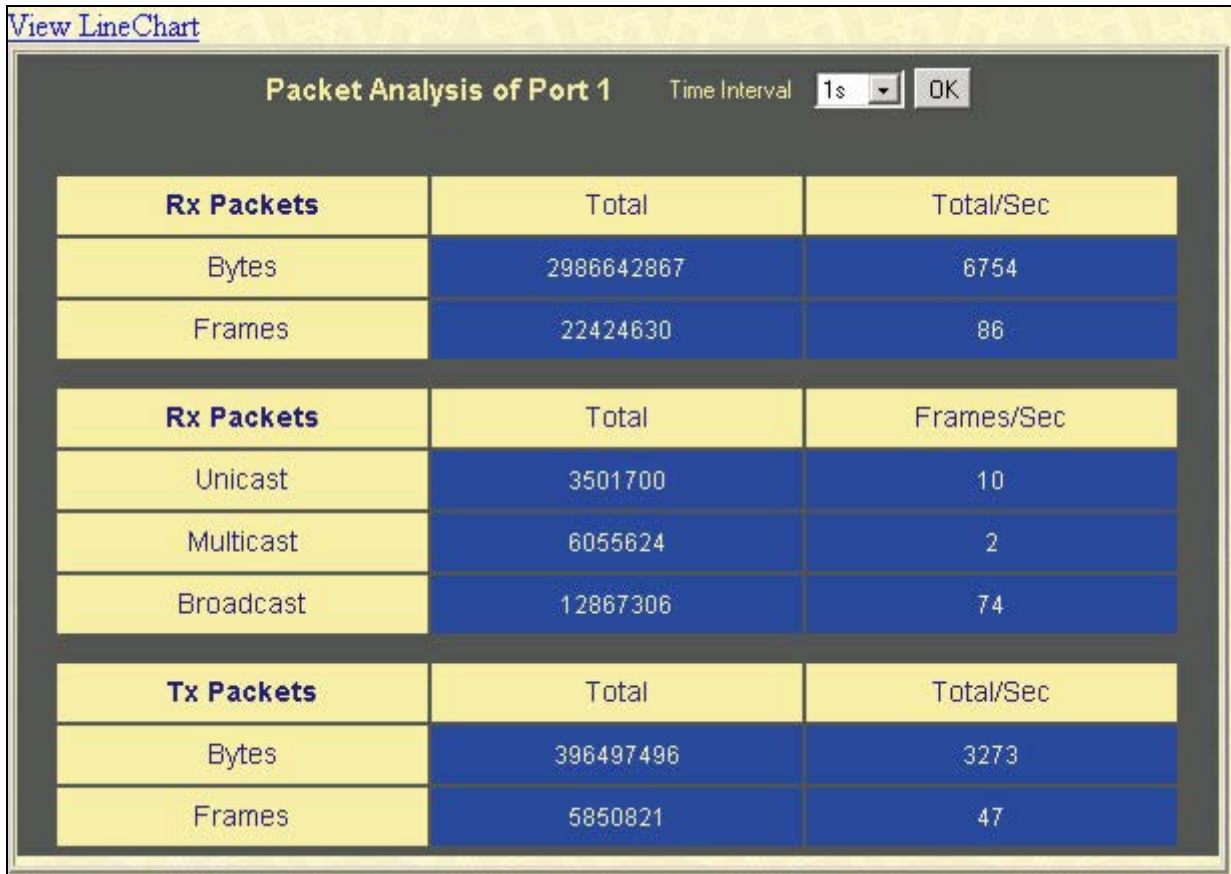 View LineChart
Packet Analysis of Port 1 Time Interval 1s OK
Rx Packets Total Total/Sec
Bytes 2986642867 6754
Frames 22424630 86
Rx Packets Total Frames/Sec
Unicast 3501700 10
Multicast 6055624 2
Broadcast 12867306 74
Tx Packets Total Total/Sec
Bytes 396497496 3273
Frames 5850821 47